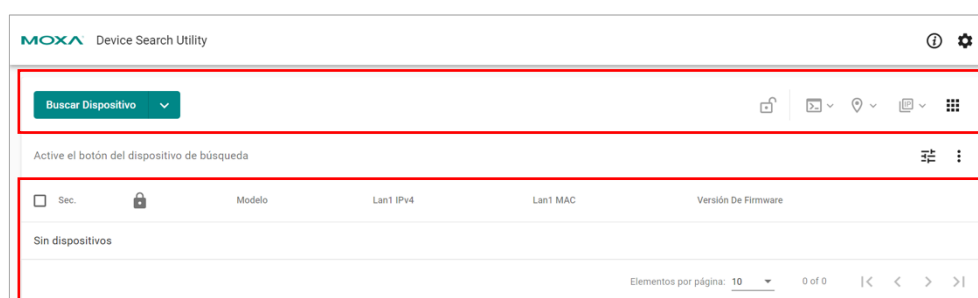 MOXA Device Search Utility
Buscar Dispositivo
IP
Active el botón del dispositivo de búsqueda
Sec. Modelo Lan1 IPv4 Lan1 MAC Versión De Firmware
Sin dispositivos
Elementos por página: 10 0 of 0